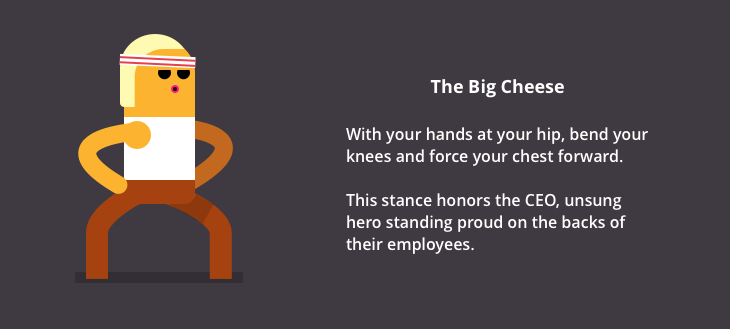 The Big Cheese
With your hands at your hip, bend your
knees and force your chest forward.
This stance honors the CEO, unsung
hero standing proud on the backs of
their employees.